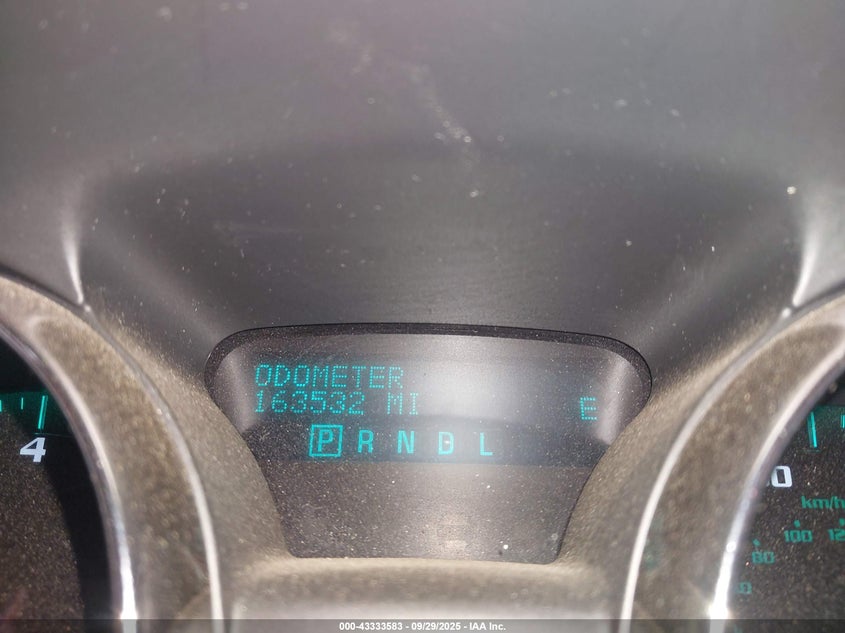 ODOMETER
163532 MI E
P R N D L
4
km/h
100
80
000-43333583 - 09/29/2025 - IAA Inc.